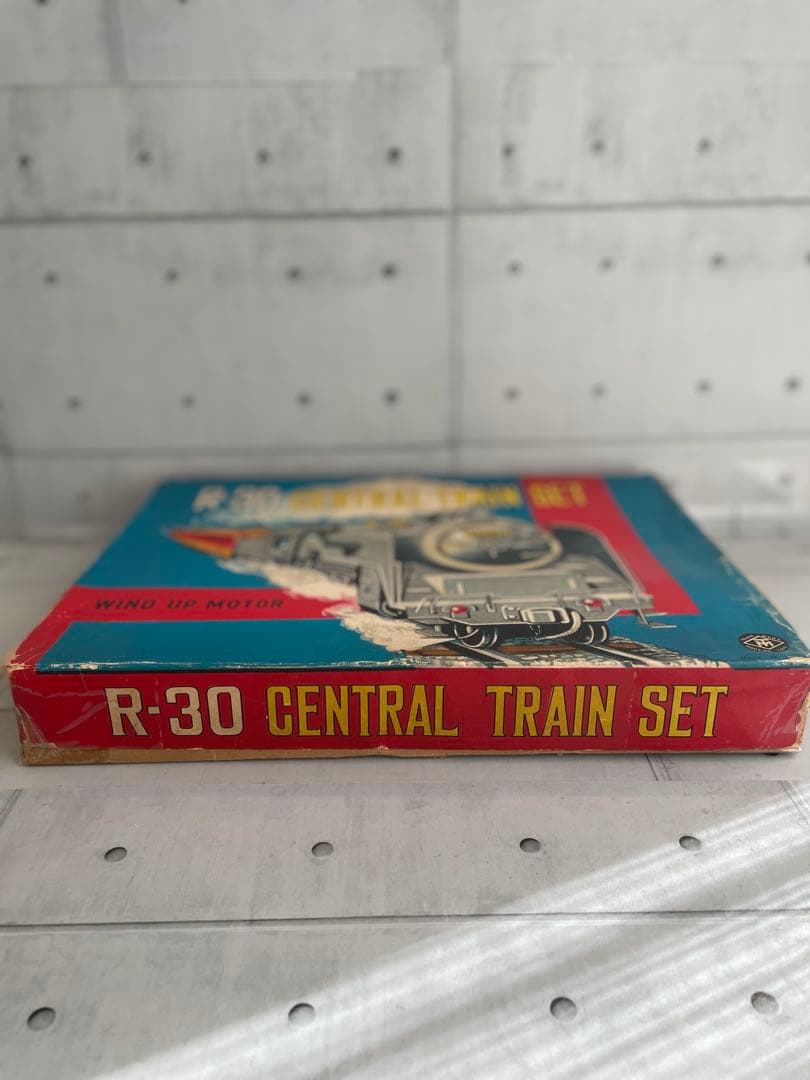 R-30 CENTRAL TRAIN SET
WIND UP MOTOR
R-30 CENTRAL TRAIN SET